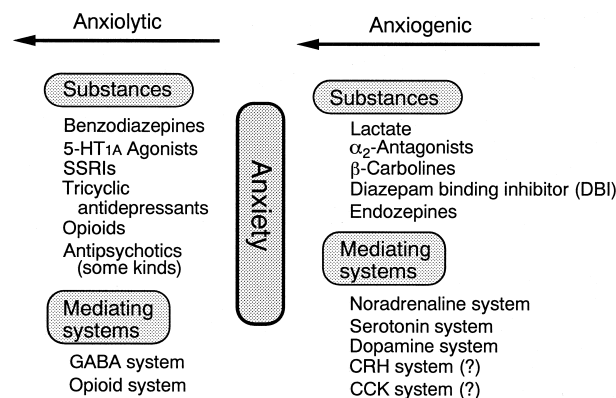 Anxiolytic
Substances
Benzodiazepines
5-HT1A Agonists
SSRIs
Tricyclic
antidepressants
Opioids
Antipsychotics
(some kinds)
Mediating
systems
GABA system
Opioid system
Anxiety
Anxiogenic
Substances
Lactate
α2-Antagonists
β-Carbolines
Diazepam binding inhibitor (DBI)
Endozepines
Mediating
systems
Noradrenaline system
Serotonin system
Dopamine system
CRH system (?)
CCK system (?)